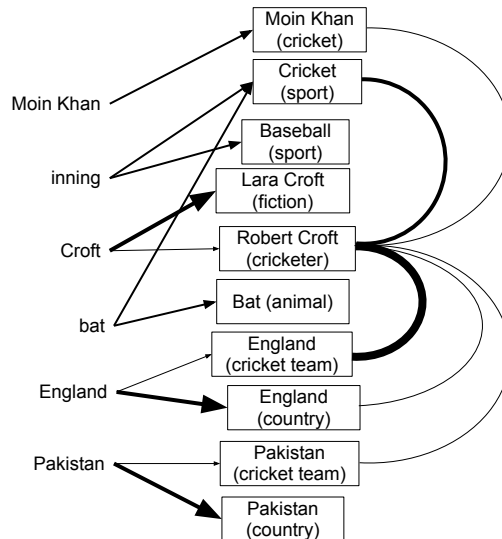 Moin Khan
(cricket)
Cricket
(sport)
Moin Khan
Baseball
(sport)
inning
Lara Croft
(fiction)
Croft
Robert Croft
(cricketer)
Bat (animal)
bat
England
(cricket team)
England
England
(country)
Pakistan
Pakistan
(cricket team)
Pakistan
(country)